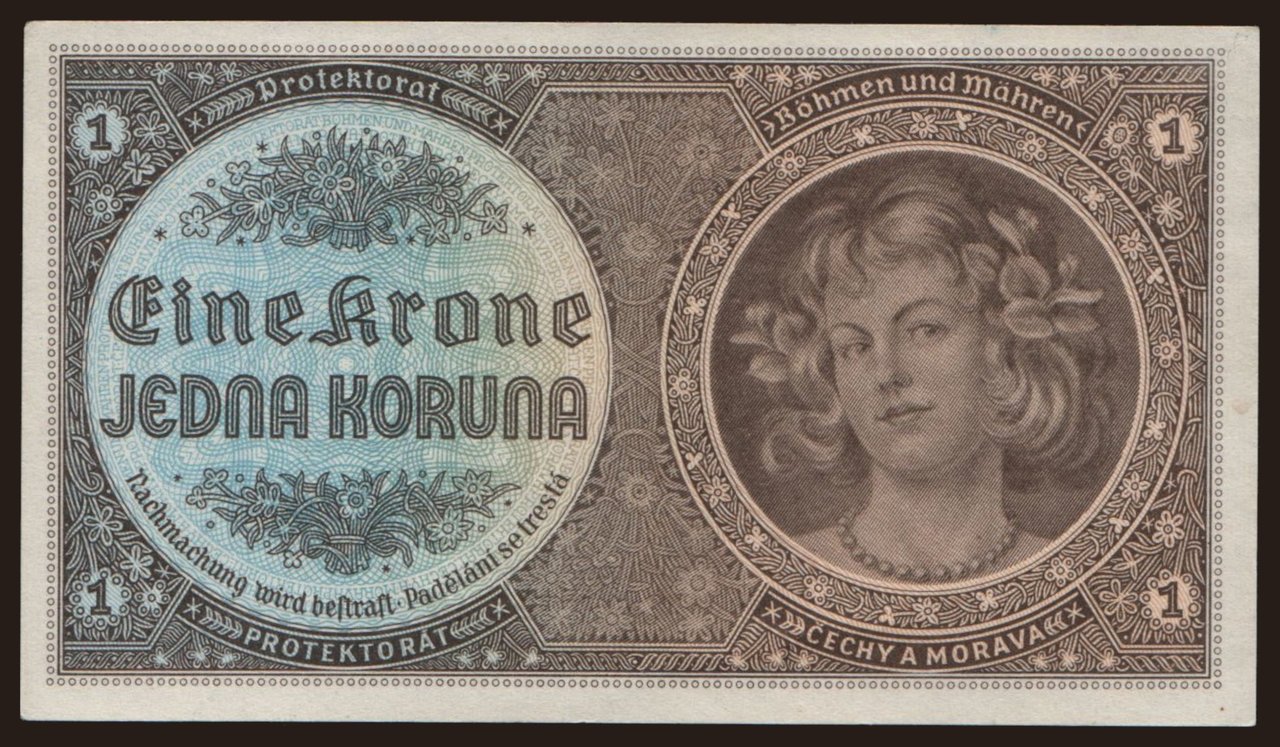 Protektorat
Böhmen und Mähren
1
1
Eine Krone
JEDNA KORUNA
Nachmachung wird bestraft. Padělání se trestá
1
1
PROTEKTORÁT
ČECHY A MORAVA